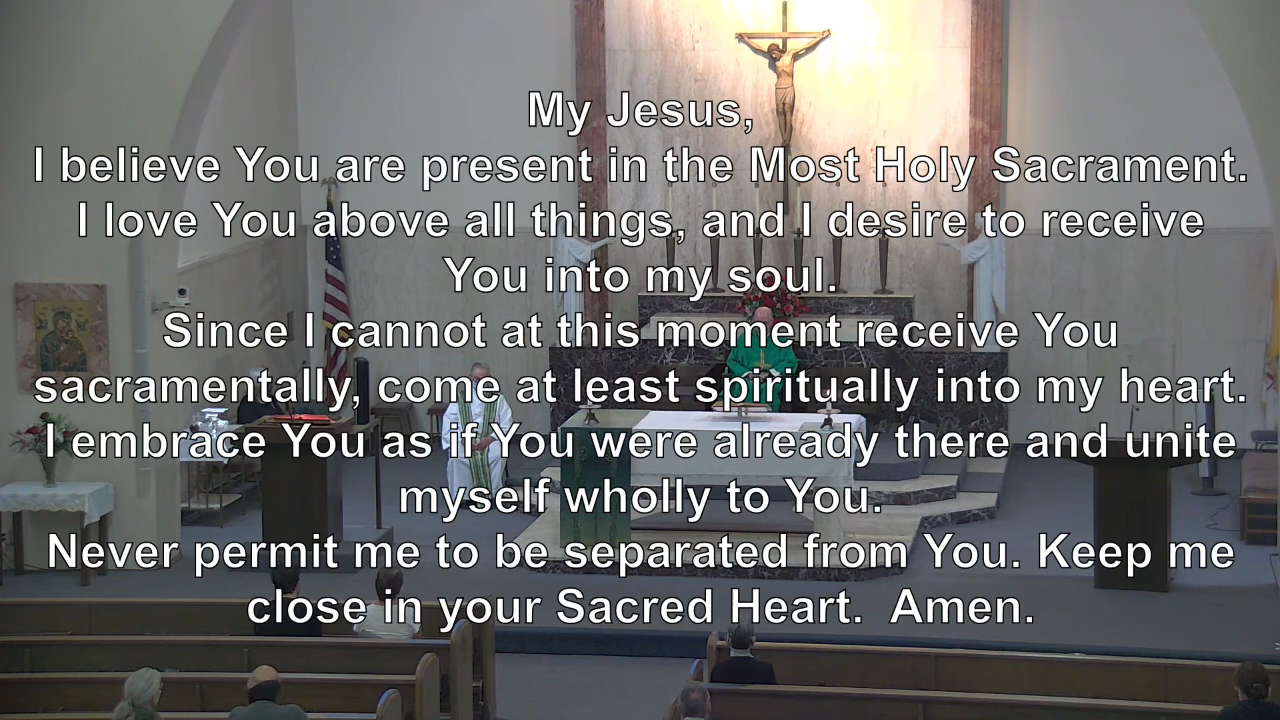 My Jesus,
I believe You are present in the Most Holy Sacrament.
I love You above all things, and I desire to receive
You into my soul.
Since I cannot at this moment receive You
sacramentally, come at least spiritually into my heart.
I embrace You as if You were already there and unite
myself wholly to You.
Never permit me to be separated from You. Keep me
close in your Sacred Heart.  Amen.